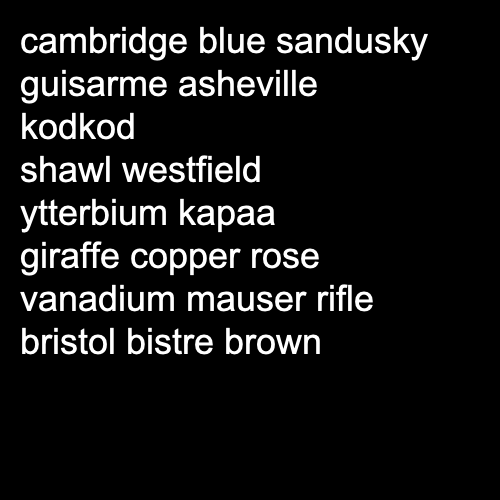 cambridge blue sandusky
guisarme asheville
kodkod
shawl westfield
ytterbium kapaa
giraffe copper rose
vanadium mauser rifle
bristol bistre brown